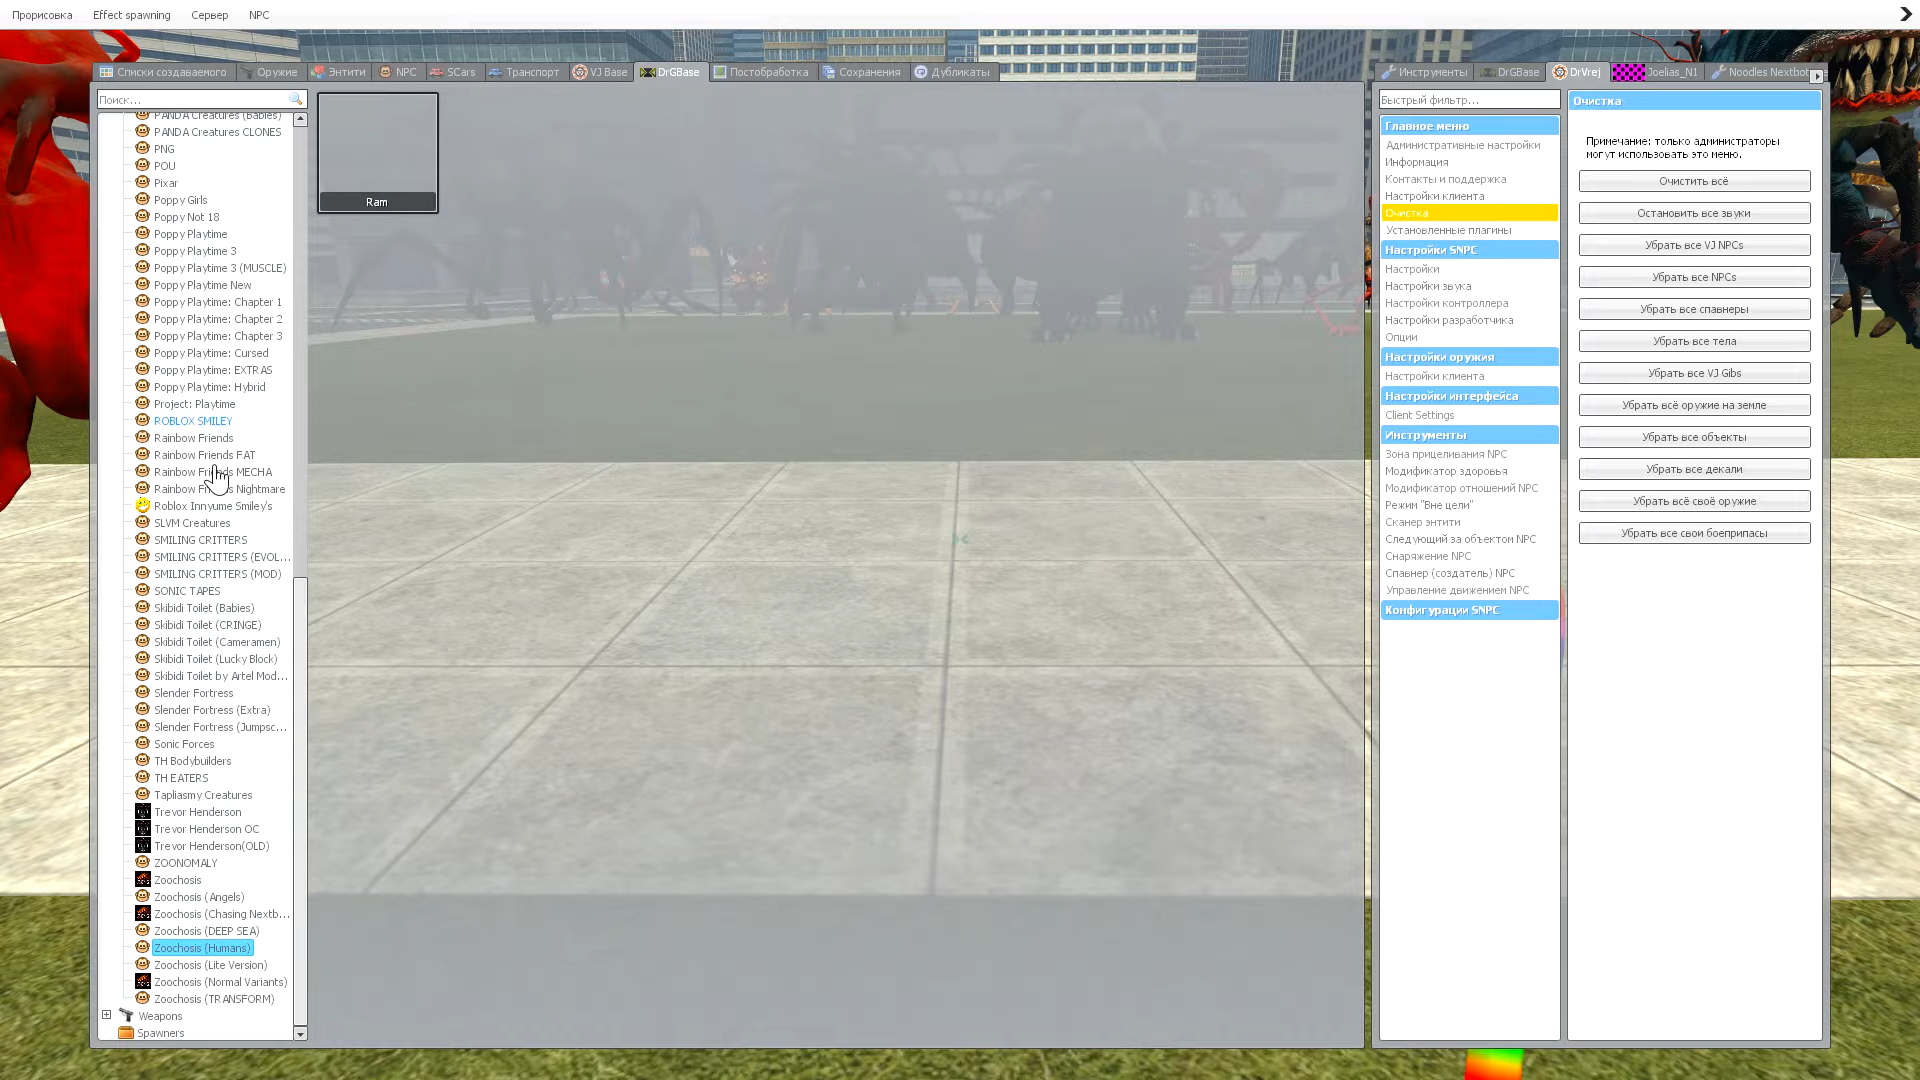 Прорисовка Effect spawning Сервер NPC
Списки создаваемого Оружие Энтити NPC SCars Транспорт VJ Base DrGBase Постобработка Сохранения Дубликаты
Поиск...
PANDA Creatures (Babies)
PANDA Creatures CLONES
PNG
POU
Pixar
Poppy Girls
Poppy Not 18
Poppy Playtime
Poppy Playtime 3
Poppy Playtime 3 (MUSCLE)
Poppy Playtime New
Poppy Playtime: Chapter 1
Poppy Playtime: Chapter 2
Poppy Playtime: Chapter 3
Poppy Playtime: Cursed
Poppy Playtime: EXTRAS
Poppy Playtime: Hybrid
Project: Playtime
ROBLOX SMILEY
Rainbow Friends
Rainbow Friends FAT
Rainbow Friends MECHA
Rainbow Friends Nightmare
Roblox Innyume Smiley's
SLVM Creatures
SMILING CRITTERS
SMILING CRITTERS (EVOL...
SMILING CRITTERS (MOD)
SONIC TAPES
Skibidi Toilet (Babies)
Skibidi Toilet (CRINGE)
Skibidi Toilet (Cameramen)
Skibidi Toilet (Lucky Block)
Skibidi Toilet by Artel Mod...
Slender Fortress
Slender Fortress (Extra)
Slender Fortress (Jumpsc...
Sonic Forces
TH Bodybuilders
TH EATERS
Tapliasmy Creatures
Trevor Henderson
Trevor Henderson OC
Trevor Henderson(OLD)
ZOONOMALY
Zoochosis
Zoochosis (Angels)
Zoochosis (Chasing Nextb...
Zoochosis (DEEP SEA)
Zoochosis (Humans)
Zoochosis (Lite Version)
Zoochosis (Normal Variants)
Zoochosis (TRANSFORM)
Weapons
Spawners
Ram
Инструменты DrGBase DrVrej Joelias_N1 Noodles Nextbot
Быстрый фильтр...
Главное меню
Административные настройки
Информация
Контакты и поддержка
Настройки клиента
Очистка
Установленные плагины
Настройки SNPC
Настройки
Настройки звука
Настройки контроллера
Настройки разработчика
Опции
Настройки оружия
Настройки клиента
Настройки интерфейса
Client Settings
Инструменты
Зона прицеливания NPC
Модификатор здоровья
Модификатор отношений NPC
Режим "Вне цели"
Сканер энтити
Следующий за объектом NPC
Снаряжение NPC
Спавнер (создатель) NPC
Управление движением NPC
Конфигурации SNPC
Очистка
Примечание: только администраторы
могут использовать это меню.
Очистить всё
Остановить все звуки
Убрать все VJ NPCs
Убрать все NPCs
Убрать все спавнеры
Убрать все тела
Убрать все VJ Gibs
Убрать всё оружие на земле
Убрать все объекты
Убрать все декали
Убрать всё своё оружие
Убрать все свои боеприпасы